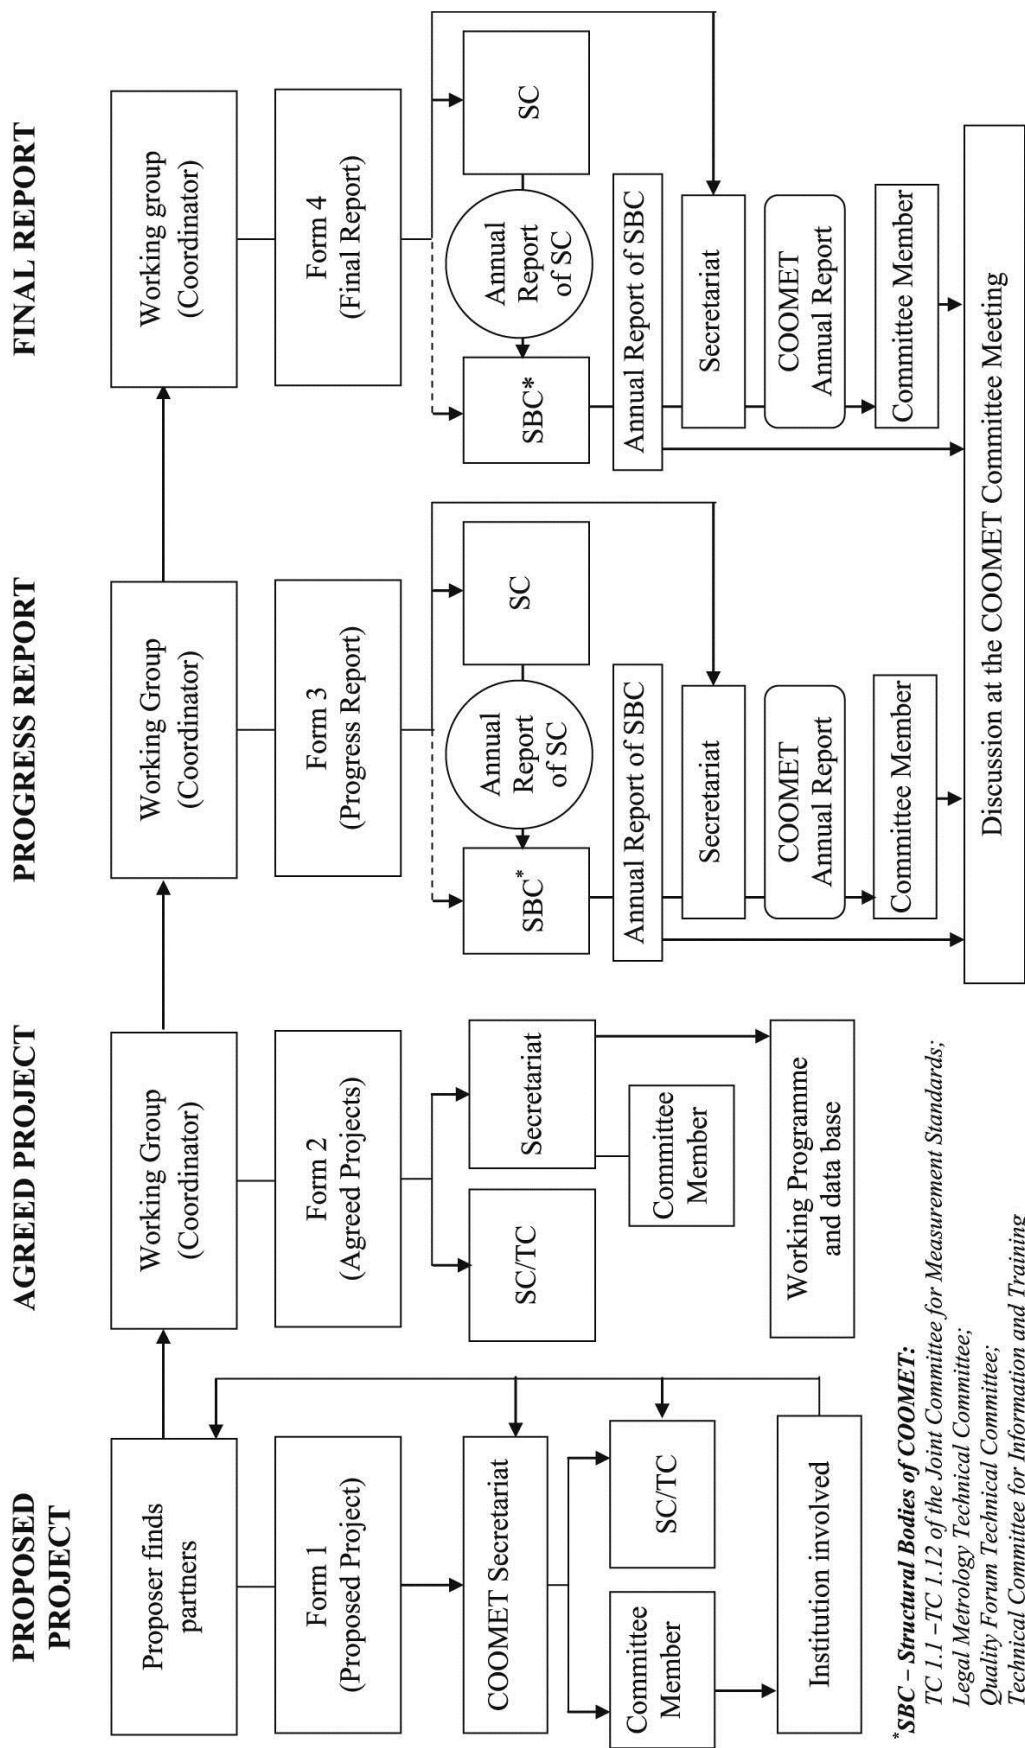 PROPOSED
PROJECT
Proposer finds
partners
Form 1
(Proposed Project)
COOMET Secretariat
Committee
Member
SC/TC
Institution involved
AGREED PROJECT
Working Group
(Coordinator)
Form 2
(Agreed Projects)
SC/TC
Secretariat
Committee
Member
Working Programme
and data base
PROGRESS REPORT
Working Group
(Coordinator)
Form 3
(Progress Report)
SBC*
Annual
Report
of SC
SC
Annual Report of SBC
Secretariat
COOMET
Annual Report
Committee Member
FINAL REPORT
Working group
(Coordinator)
Form 4
(Final Report)
SBC*
Annual
Report
of SC
SC
Annual Report of SBC
Secretariat
COOMET
Annual Report
Committee Member
Discussion at the COOMET Committee Meeting
*SBC – Structural Bodies of COOMET:
TC 1.1 –TC 1.12 of the Joint Committee for Measurement Standards;
Legal Metrology Technical Committee;
Quality Forum Technical Committee;
Technical Committee for Information and Training